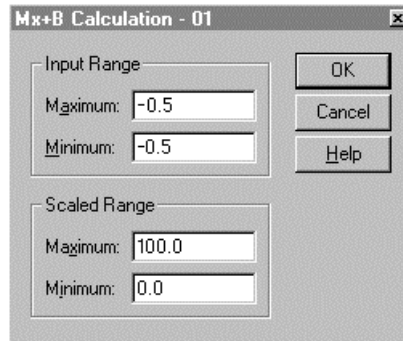 Mx+B Calculation - 01
Input Range
Maximum: -0.5
Minimum: -0.5
OK
Cancel
Help
Scaled Range
Maximum: 100.0
Minimum: 0.0